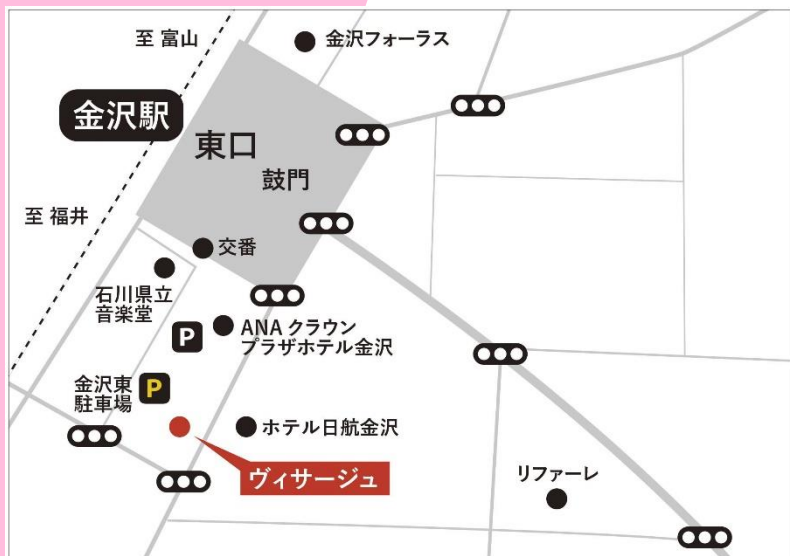 至 富山
金沢フォーラス
金沢駅
東口
鼓門
至 福井
交番
石川県立
音楽堂
P
ANA クラウン
プラザホテル金沢
金沢東
駐車場
P
ホテル日航金沢
ヴィサージュ
リファーレ